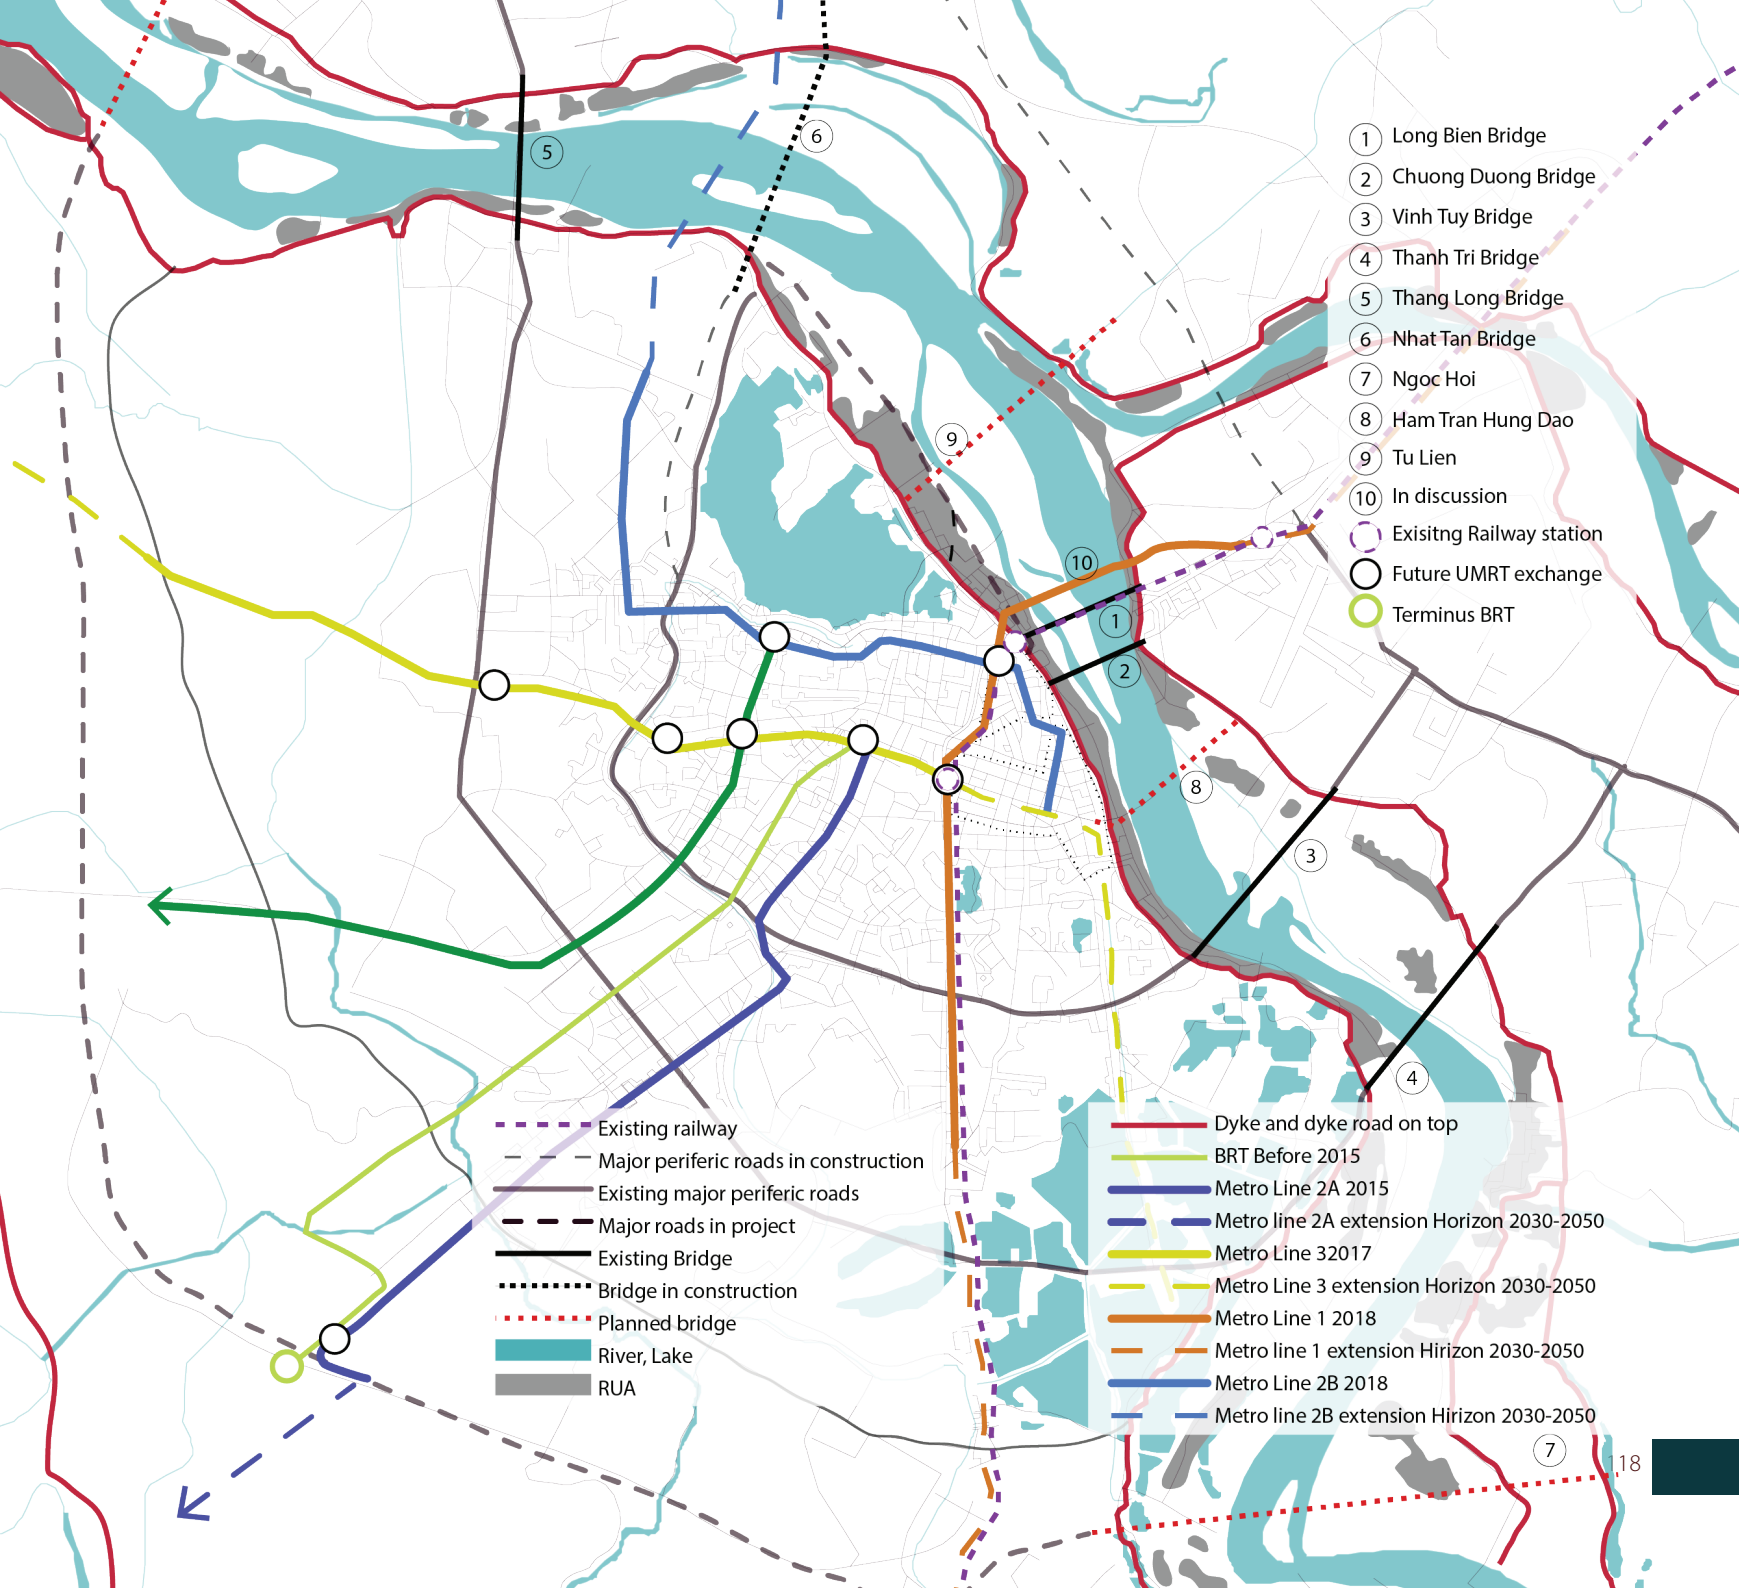 5
6
1 Long Bien Bridge
2 Chuong Duong Bridge
3 Vinh Tuy Bridge
4 Thanh Tri Bridge
5 Thang Long Bridge
6 Nhat Tan Bridge
7 Ngoc Hoi
8 Ham Tran Hung Dao
9 Tu Lien
10 In discussion
Exisitng Railway station
Future UMRT exchange
Terminus BRT
9
10
1
2
8
3
4
Existing railway
Major periferic roads in construction
Existing major periferic roads
Major roads in project
Existing Bridge
Bridge in construction
Planned bridge
River, Lake
RUA
Dyke and dyke road on top
BRT Before 2015
Metro Line 2A 2015
Metro line 2A extension Horizon 2030-2050
Metro Line 32017
Metro Line 3 extension Horizon 2030-2050
Metro Line 1 2018
Metro line 1 extension Hirizon 2030-2050
Metro Line 2B 2018
Metro line 2B extension Hirizon 2030-2050
7
118